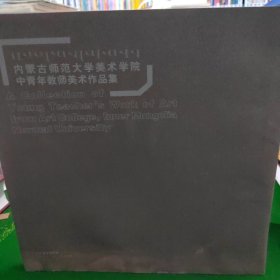 内蒙古师范大学美术学院
中青年教师美术作品集
A Collection of
Young Teacher's Work of Art
from Art College, Inner Mongolia
Normal University